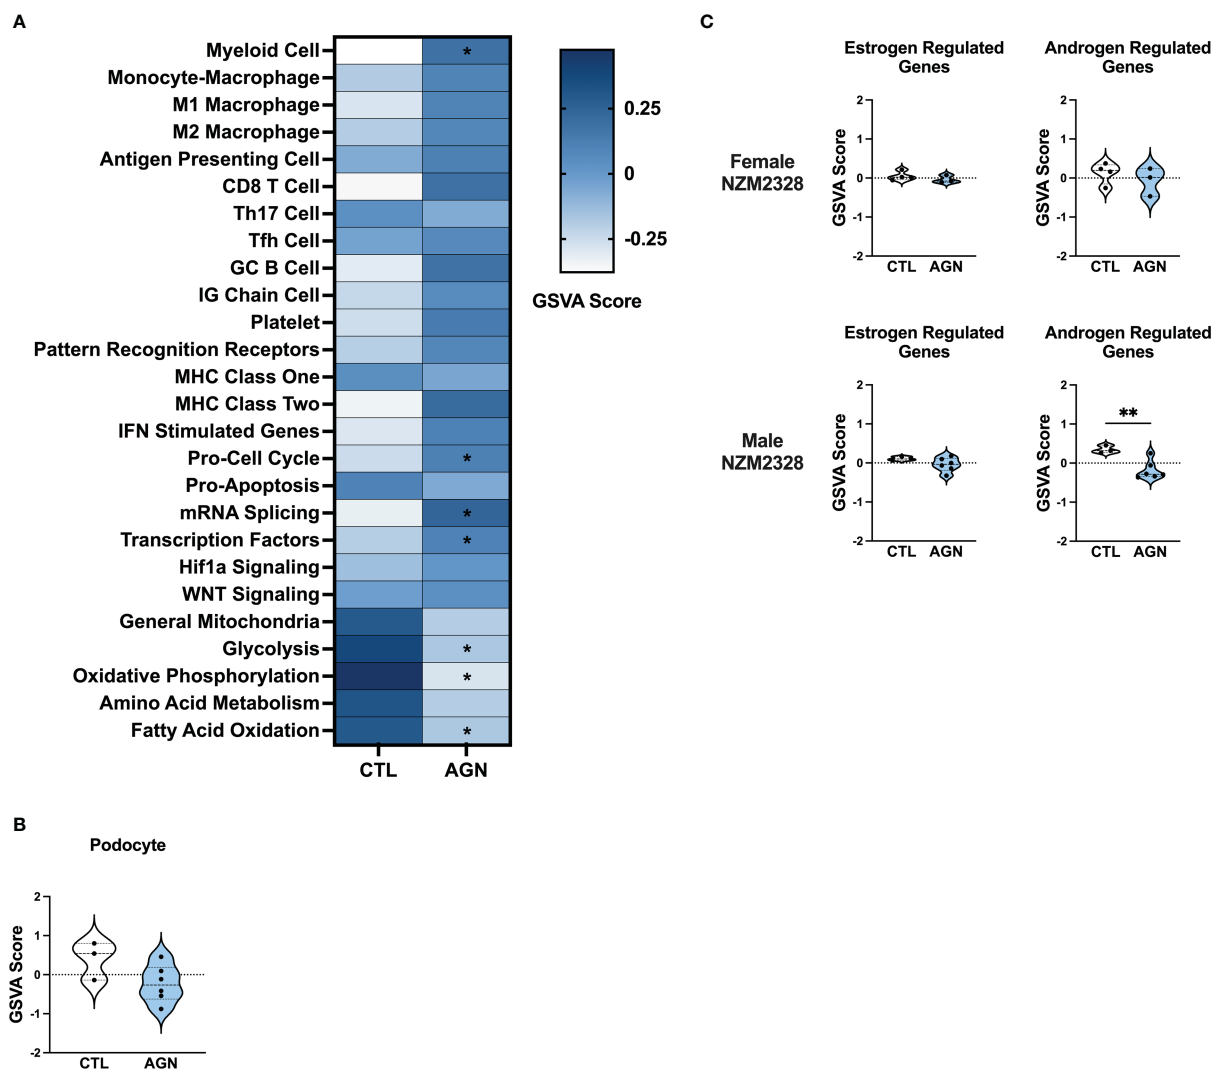 A
Myeloid Cell
*
Monocyte-Macrophage
M1 Macrophage
M2 Macrophage
Antigen Presenting Cell
CD8 T Cell
Th17 Cell
Tfh Cell
GC B Cell
IG Chain Cell
Platelet
Pattern Recognition Receptors
MHC Class One
MHC Class Two
IFN Stimulated Genes
Pro-Cell Cycle
*
Pro-Apoptosis
mRNA Splicing
*
Transcription Factors
*
Hif1a Signaling
WNT Signaling
General Mitochondria
Glycolysis
*
Oxidative Phosphorylation
*
Amino Acid Metabolism
Fatty Acid Oxidation
*
CTL
AGN
0.25
0
-0.25
GSVA Score
B
Podocyte
GSVA Score
2
1
0
-1
-2
CTL
AGN
C
Female
NZM2328
Estrogen Regulated
Genes
GSVA Score
2
1
0
-1
-2
CTL
AGN
Androgen Regulated
Genes
GSVA Score
2
1
0
-1
-2
CTL
AGN
Male
NZM2328
Estrogen Regulated
Genes
GSVA Score
2
1
0
-1
-2
CTL
AGN
Androgen Regulated
Genes
GSVA Score
2
1
0
-1
-2
**
CTL
AGN